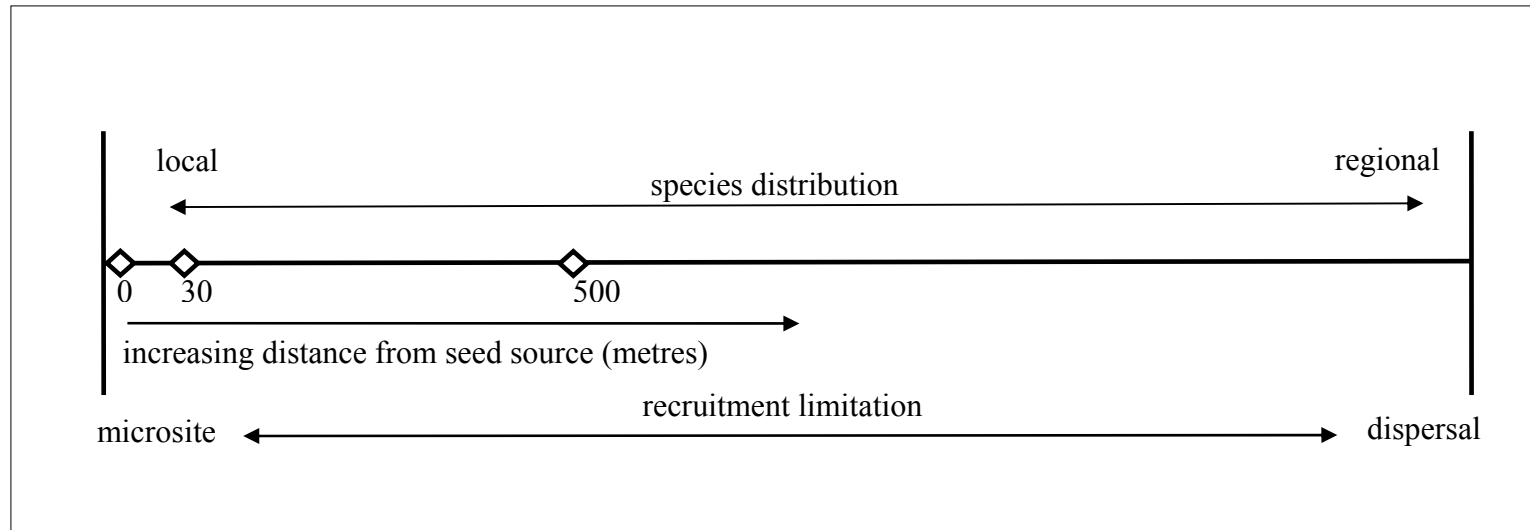 local
regional
species distribution
0
30
500
increasing distance from seed source (metres)
recruitment limitation
microsite
dispersal